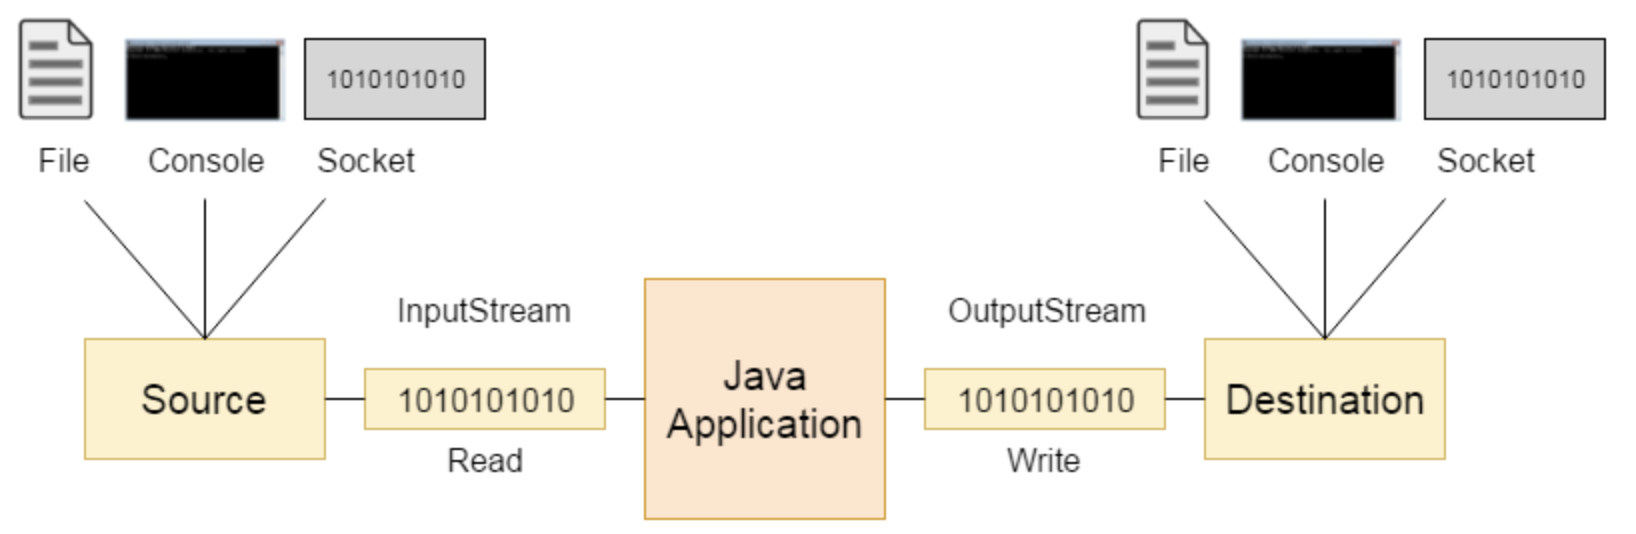 1010101010
1010101010
File Console Socket
File Console Socket
InputStream
OutputStream
Source
1010101010
Java
Application
1010101010
Destination
Read
Write